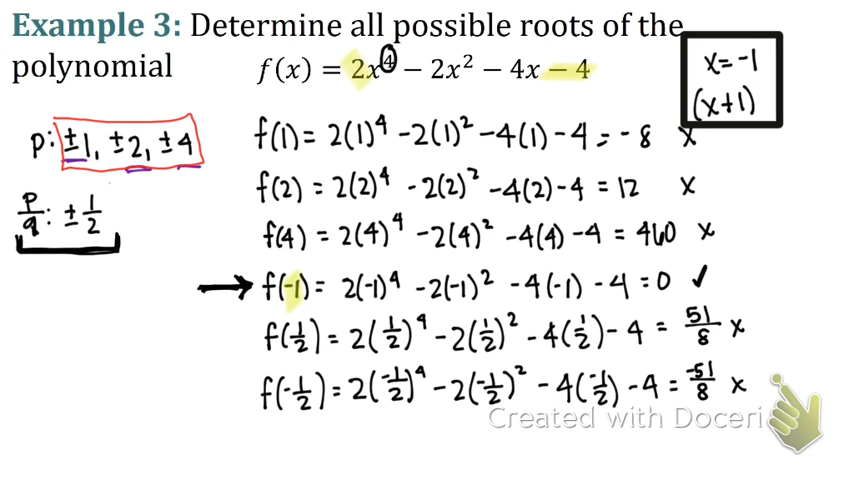 Example 3: Determine all possible roots of the
polynomial f(x) = 2x⁴ − 2x² − 4x − 4
x = -1
(x+1)
p: ±1, ±2, ±4
p/q: ± 1/2
f(1) = 2(1)⁴ - 2(1)² - 4(1) - 4 = -8 x
f(2) = 2(2)⁴ - 2(2)² - 4(2) - 4 = 12 x
f(4) = 2(4)⁴ - 2(4)² - 4(4) - 4 = 460 x
→ f(-1) = 2(-1)⁴ - 2(-1)² - 4(-1) - 4 = 0 ✓
f(1/2) = 2(1/2)⁴ - 2(1/2)² - 4(1/2) - 4 = 51/8 x
f(-1/2) = 2(-1/2)⁴ - 2(-1/2)² - 4(-1/2) - 4 = -51/8 x
Created with Doceri